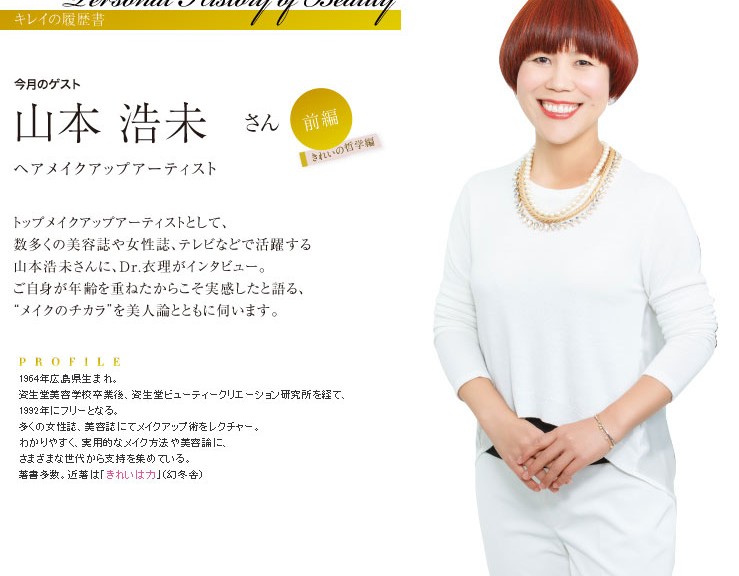 Personal History of Beauty
キレイの履歴書
今月のゲスト
山本 浩未 さん
前編
きれいの哲学編
ヘアメイクアップアーティスト
トップメイクアップアーティストとして、
数多くの美容誌や女性誌、テレビなどで活躍する
山本浩未さんに、Dr.衣理がインタビュー。
ご自身が年齢を重ねたからこそ実感したと語る、
“メイクのチカラ”を美人論とともに伺います。
PROFILE
1964年広島県生まれ。
資生堂美容学校卒業後、資生堂ビューティークリエーション研究所を経て、
1992年にフリーとなる。
多くの女性誌、美容誌にてメイクアップ術をレクチャー。
わかりやすく、実用的なメイク方法や美容論に、
さまざまな世代から支持を集めている。
著書多数。近著は「きれいは力」(幻冬舎)